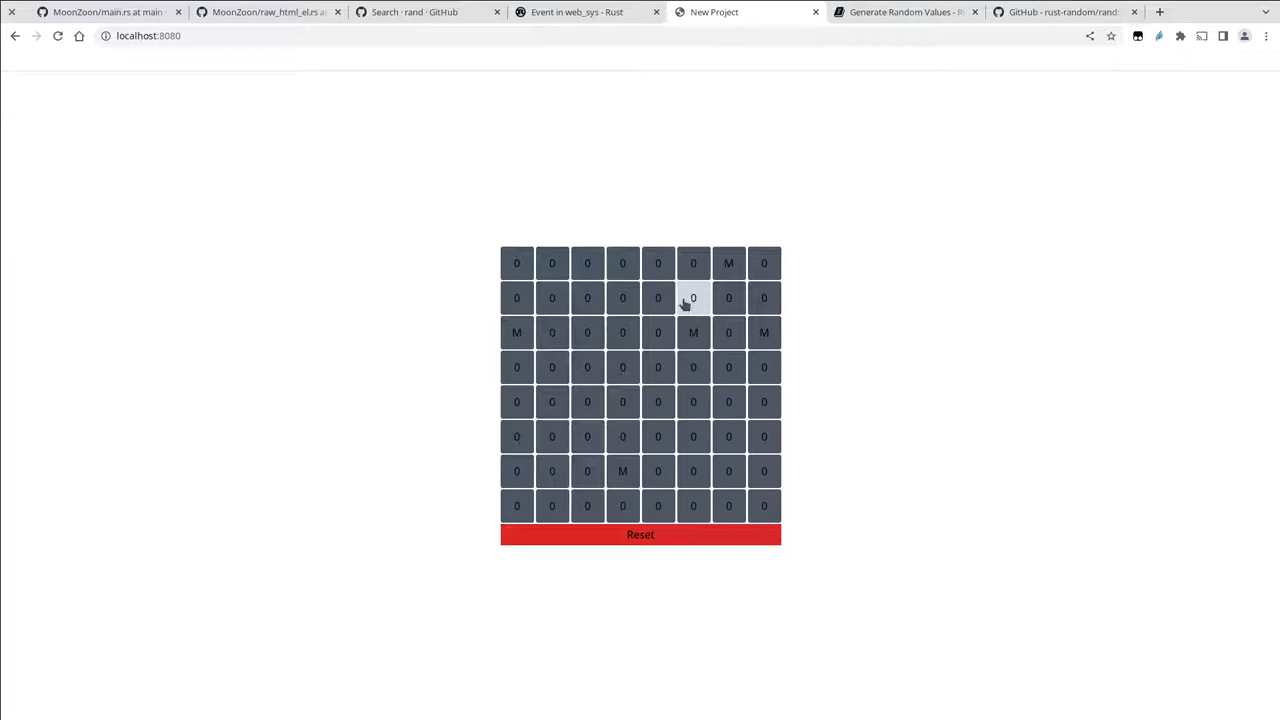 MoonZoon/main.rs at main
MoonZoon/raw_html_el.rs a
Search · rand · GitHub
Event in web_sys - Rust
New Project
Generate Random Values - R
GitHub - rust-random/rand:
localhost:8080
0 0 0 0 0 0 M 0
0 0 0 0 0 0 0 0
M 0 0 0 0 M 0 M
0 0 0 0 0 0 0 0
0 0 0 0 0 0 0 0
0 0 0 0 0 0 0 0
0 0 0 M 0 0 0 0
0 0 0 0 0 0 0 0
Reset